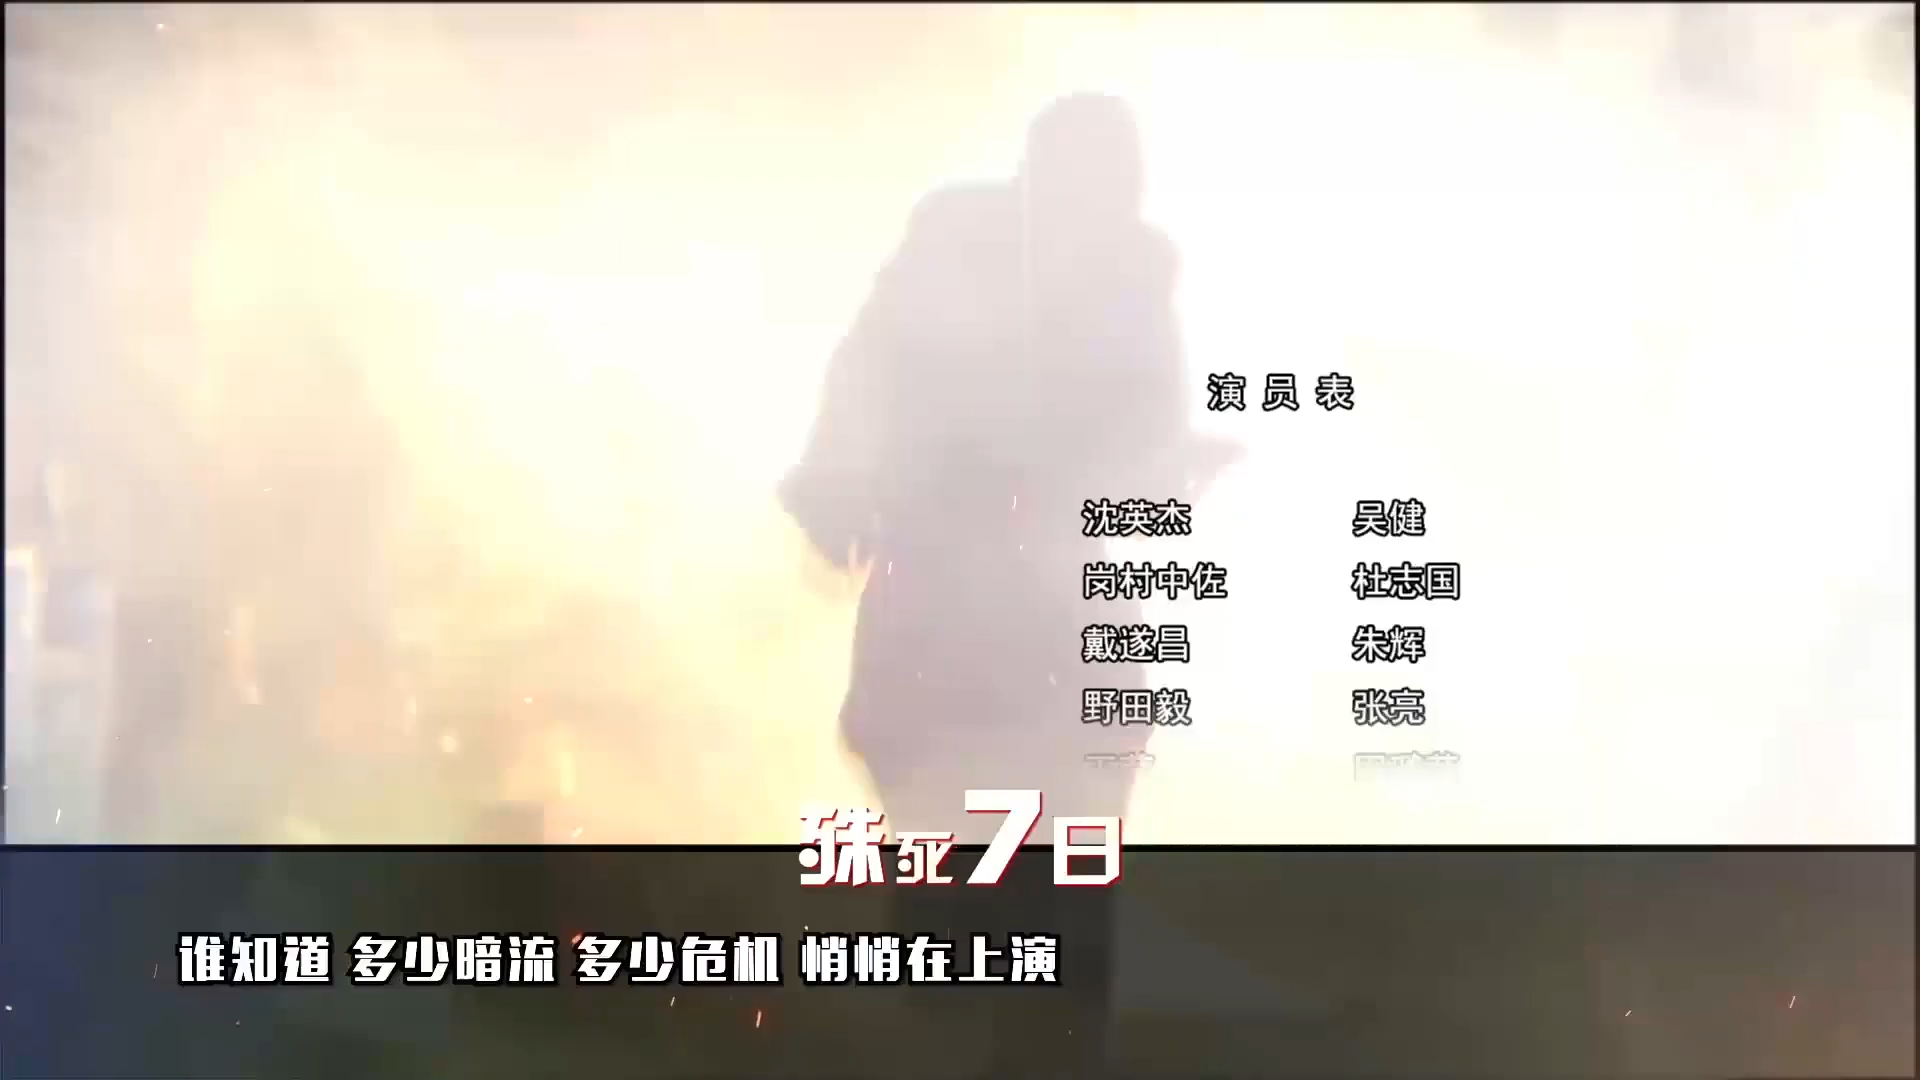 演员表
沈英杰 吴健
岗村中佐 杜志国
戴遂昌 朱辉
野田毅 张亮
殊死7日
谁知道 多少暗流 多少危机 悄悄在上演